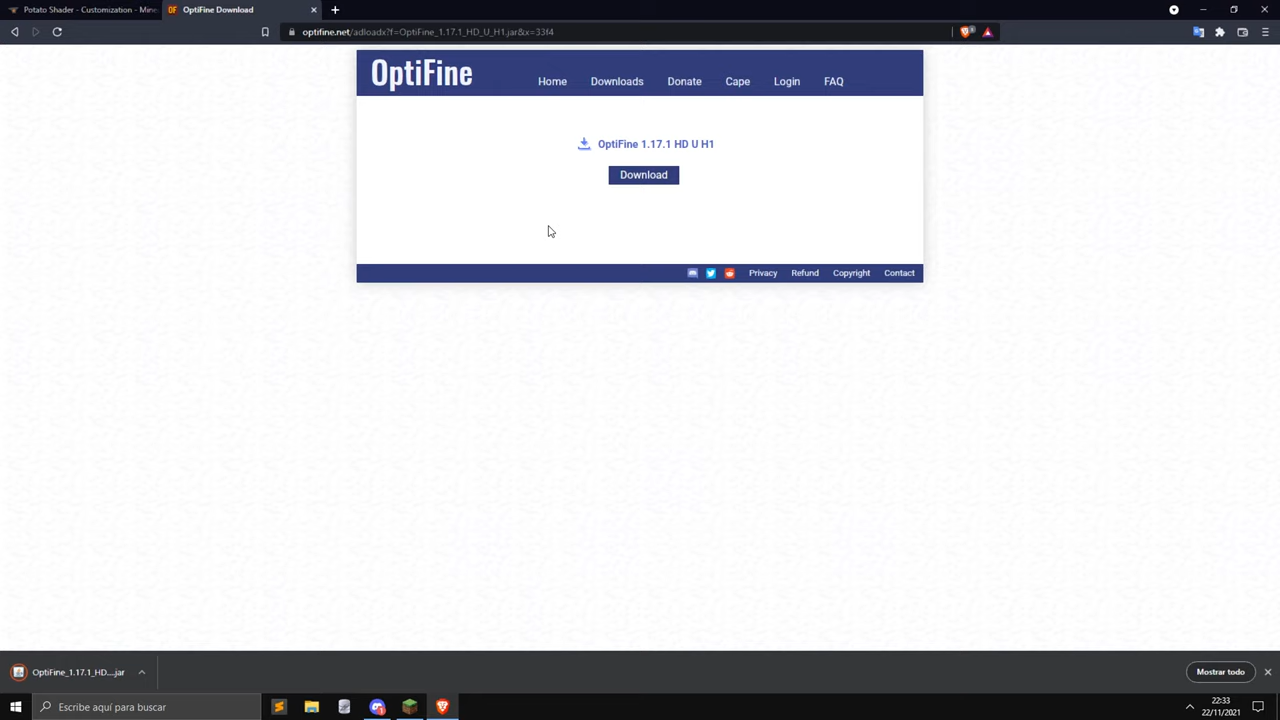 Potato Shader - Customization - Mine
OptiFine Download
optifine.net/adloadx?f=OptiFine_1.17.1_HD_U_H1.jar&x=33f4
OptiFine
Home
Downloads
Donate
Cape
Login
FAQ
OptiFine 1.17.1 HD U H1
Download
Privacy
Refund
Copyright
Contact
OptiFine_1.17.1_HD....jar
Mostrar todo
Escribe aquí para buscar
22:33
22/11/2021